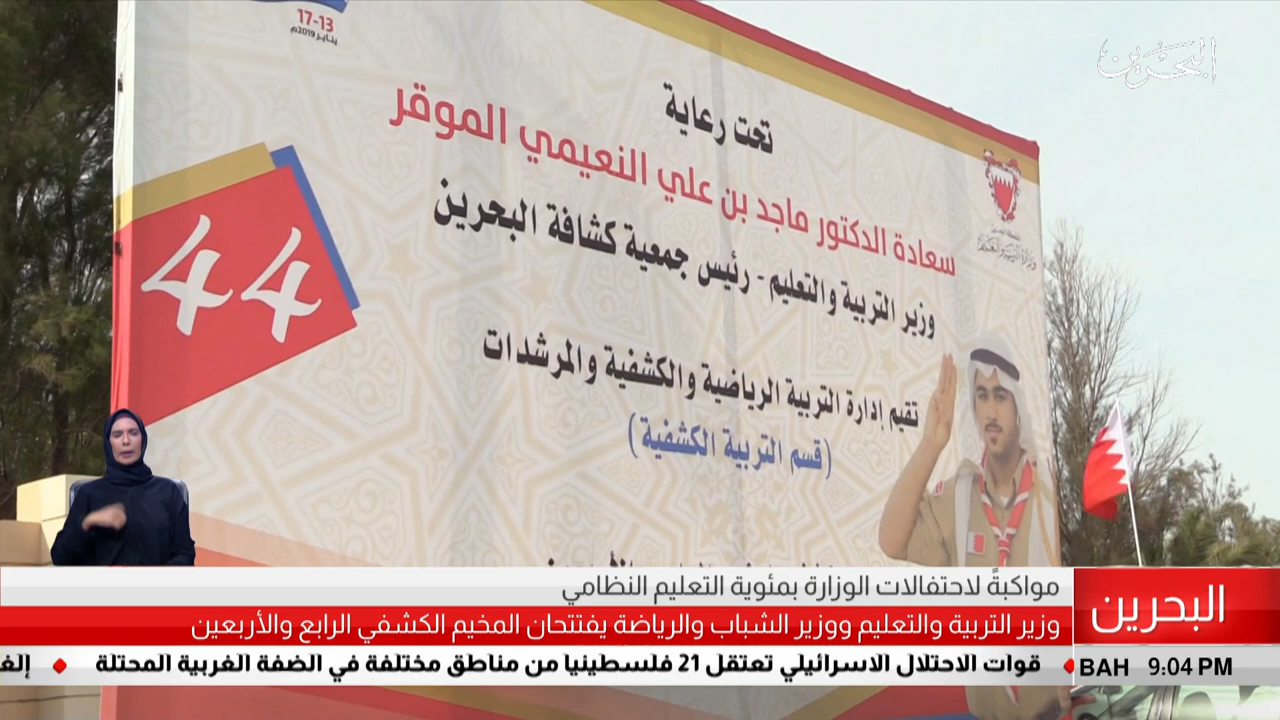 17-13
يناير 2019م
البحرين
تحت رعاية
سعادة الدكتور ماجد بن علي النعيمي الموقر
وزير التربية والتعليم - رئيس جمعية كشافة البحرين
44
تقيم إدارة التربية الرياضية والكشفية والمرشدات
(قسم التربية الكشفية)
مواكبةً لاحتفالات الوزارة بمئوية التعليم النظامي
البحرين
وزير التربية والتعليم ووزير الشباب والرياضة يفتتحان المخيم الكشفي الرابع والأربعين
BAH 9:04 PM
قوات الاحتلال الاسرائيلي تعتقل 21 فلسطينيا من مناطق مختلفة في الضفة الغربية المحتلة